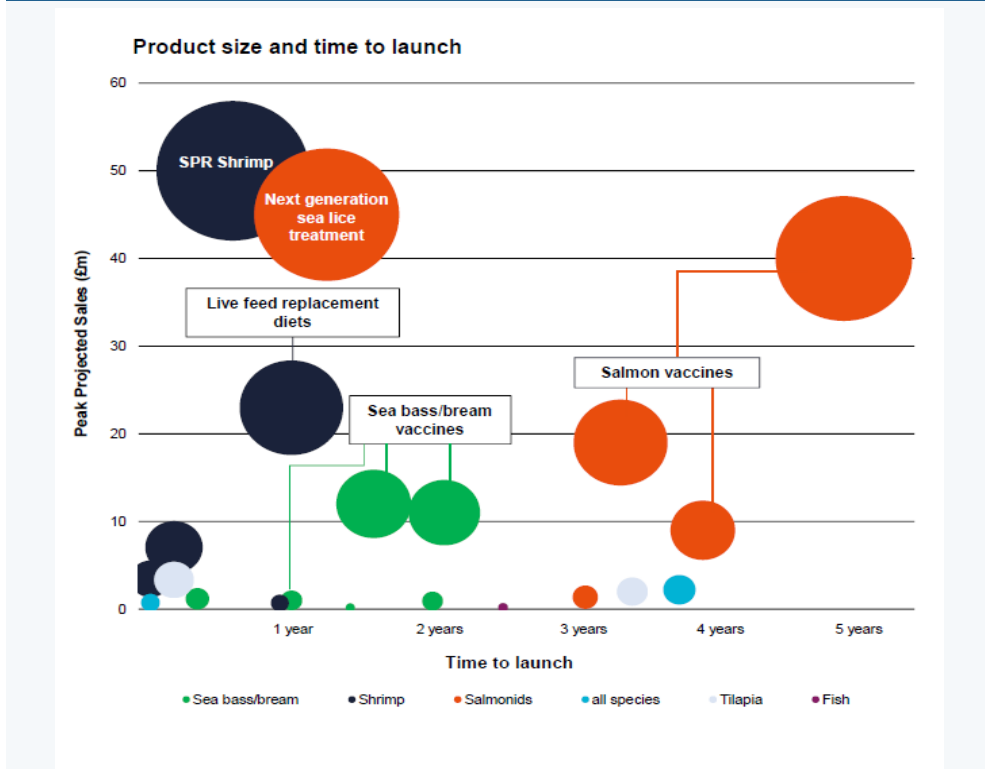 Product size and time to launch
60
50
40
30
20
10
0
Peak Projected Sales (£m)
SPR Shrimp
Next generation
sea lice
treatment
Live feed replacement
diets
Sea bass/bream
vaccines
Salmon vaccines
1 year
2 years
3 years
4 years
5 years
Time to launch
Sea bass/bream
Shrimp
Salmonids
all species
Tilapia
Fish